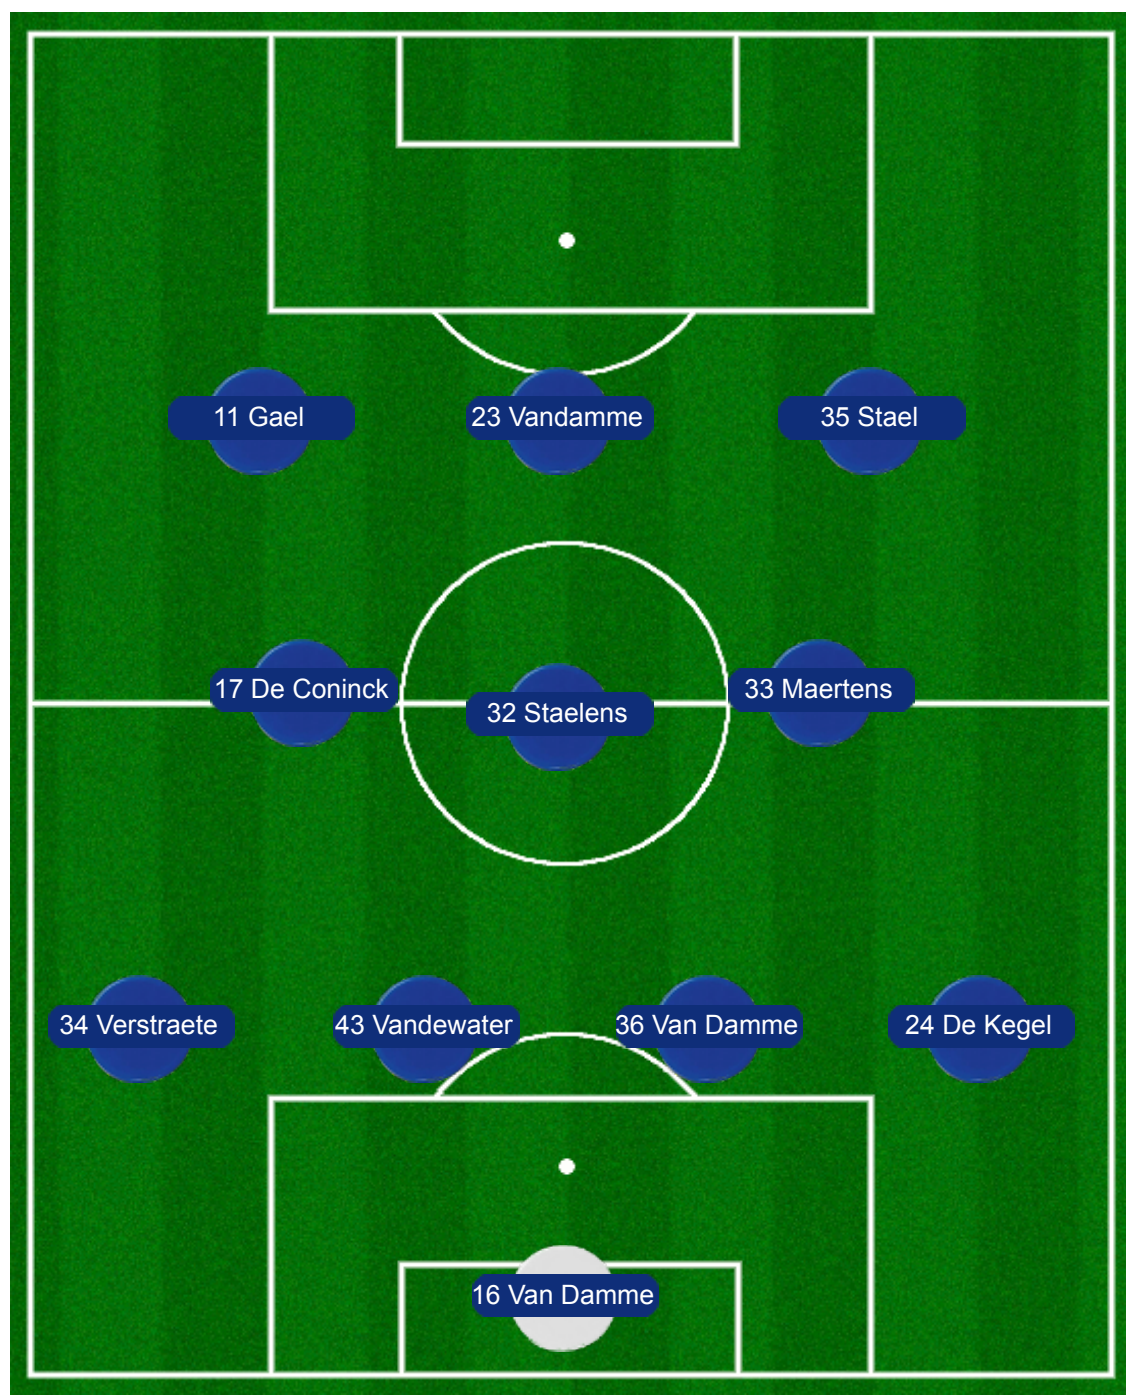 11 Gael
23 Vandamme
35 Stael
17 De Coninck
32 Staelens
33 Maertens
34 Verstraete
43 Vandewater
36 Van Damme
24 De Kegel
16 Van Damme